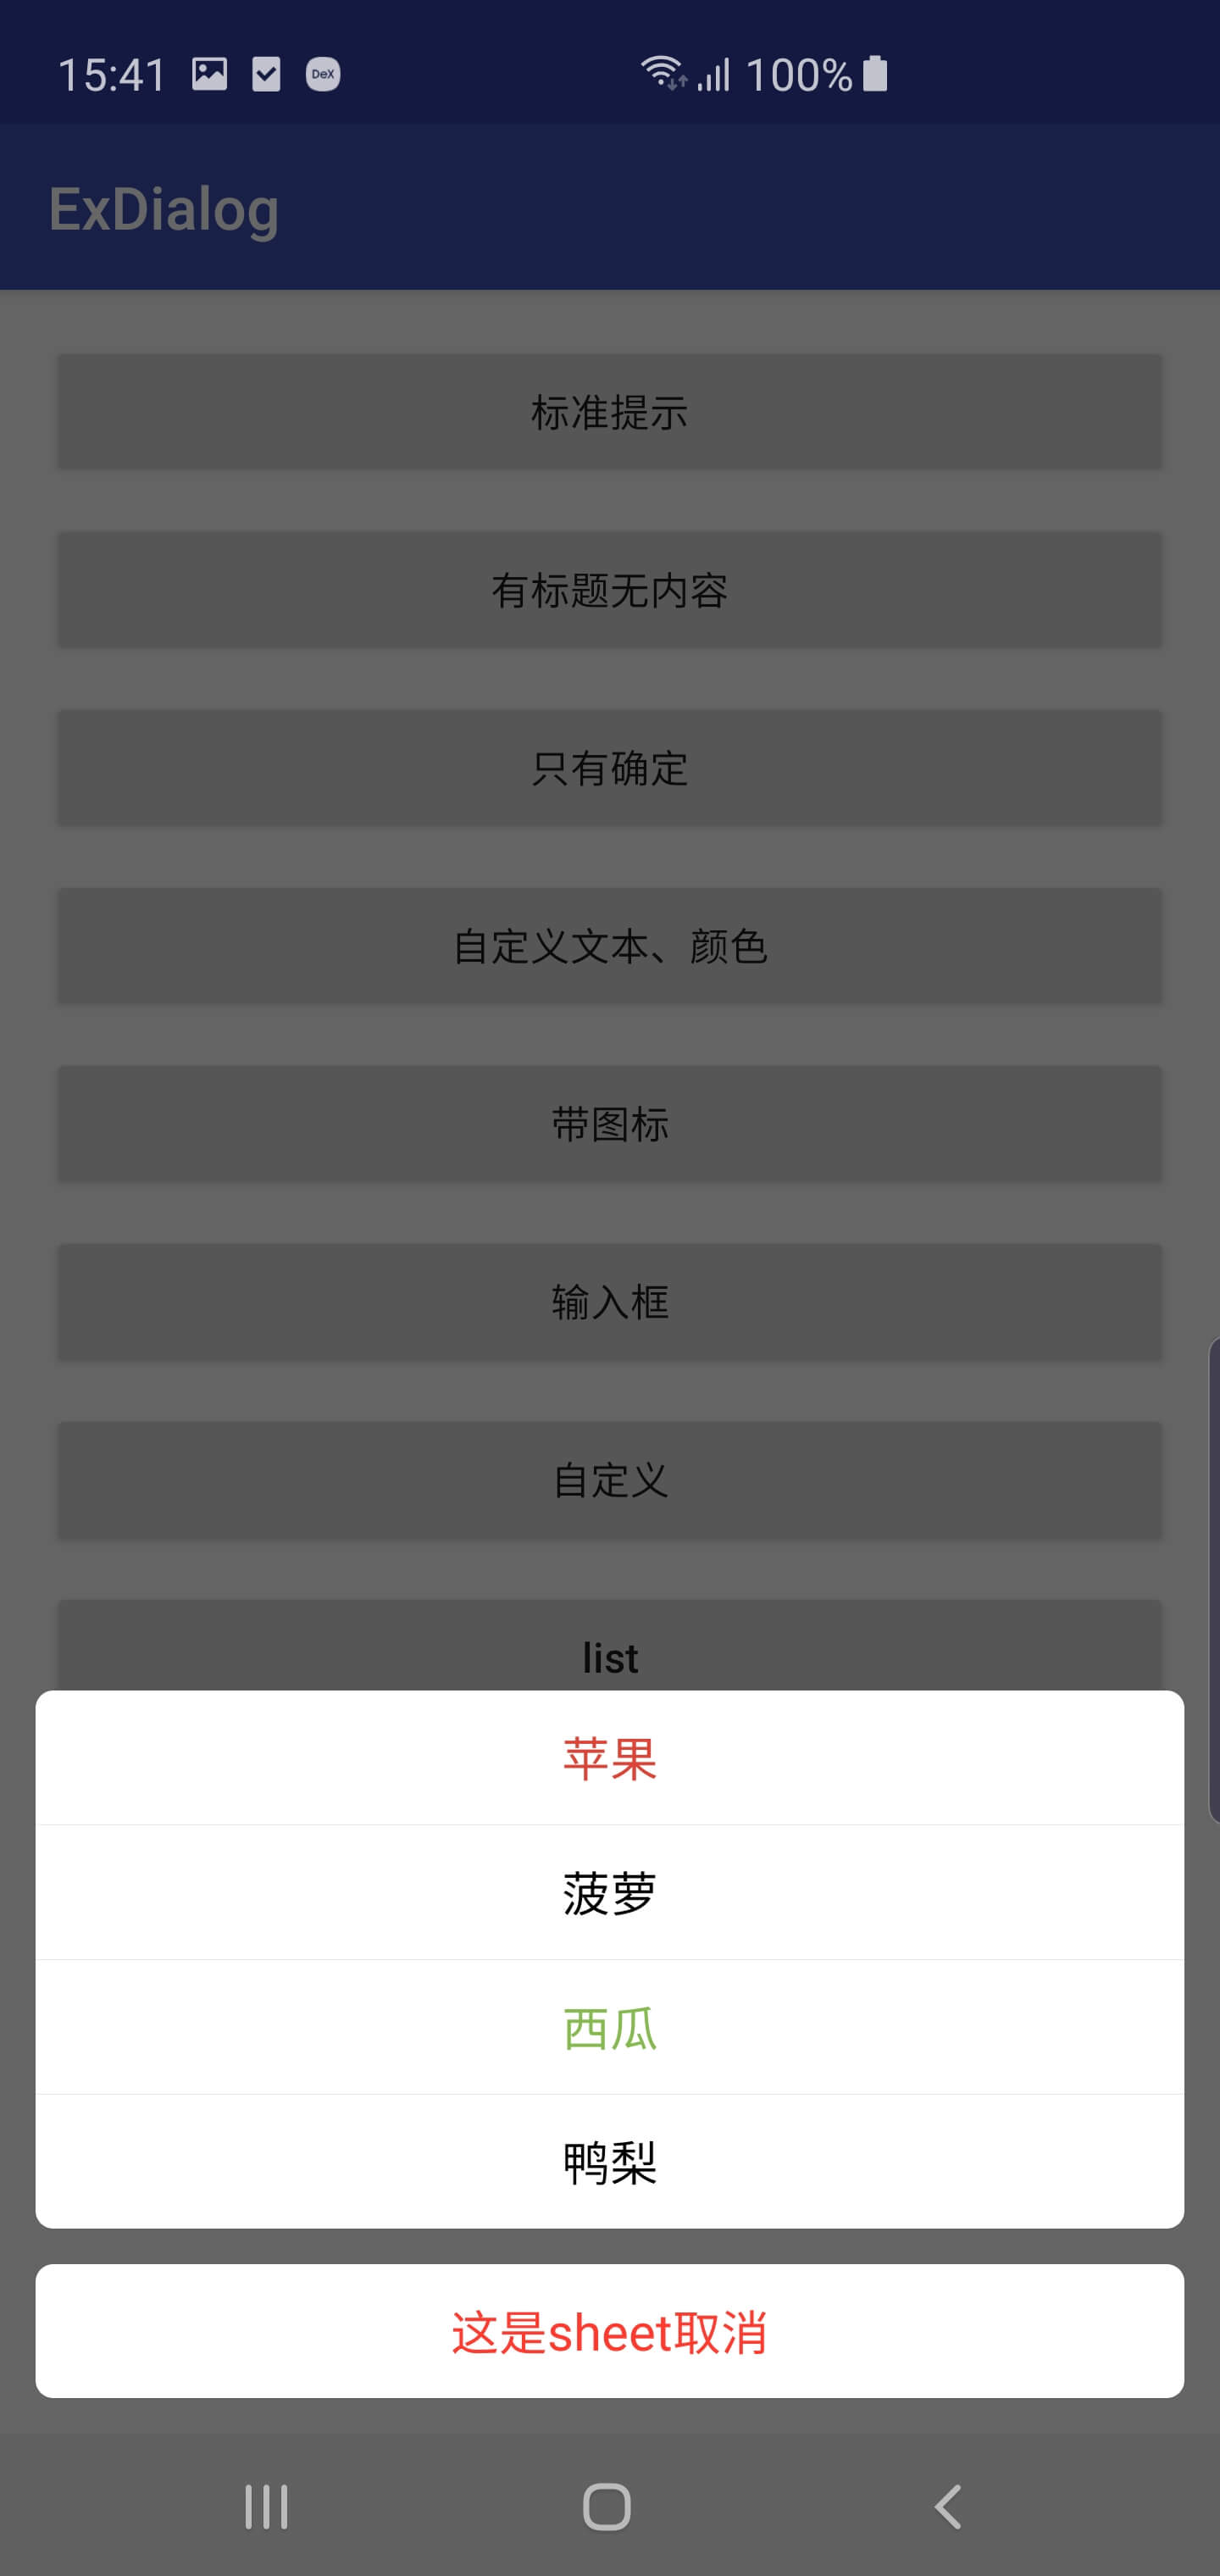 15:41 DeX 100%
ExDialog
标准提示
有标题无内容
只有确定
自定义文本、颜色
带图标
输入框
自定义
list
苹果
菠萝
西瓜
鸭梨
这是sheet取消